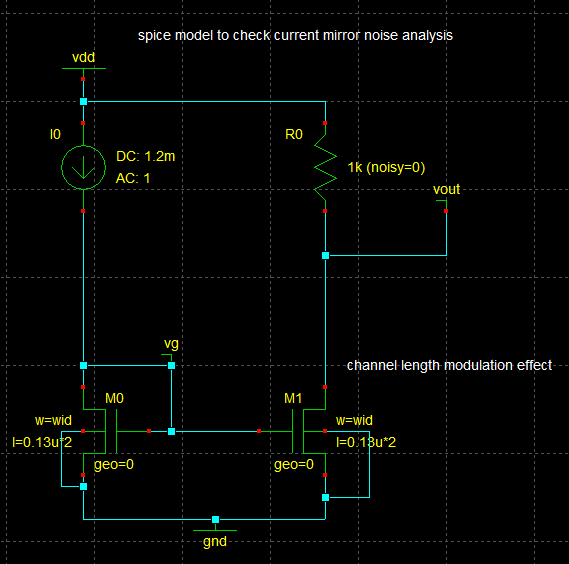 spice model to check current mirror noise analysis
vdd
I0
R0
DC: 1.2m
AC: 1
1k (noisy=0)
vout
vg
channel length modulation effect
M0
M1
w=wid
l=0.13u*2
w=wid
l=0.13u*2
geo=0
geo=0
gnd